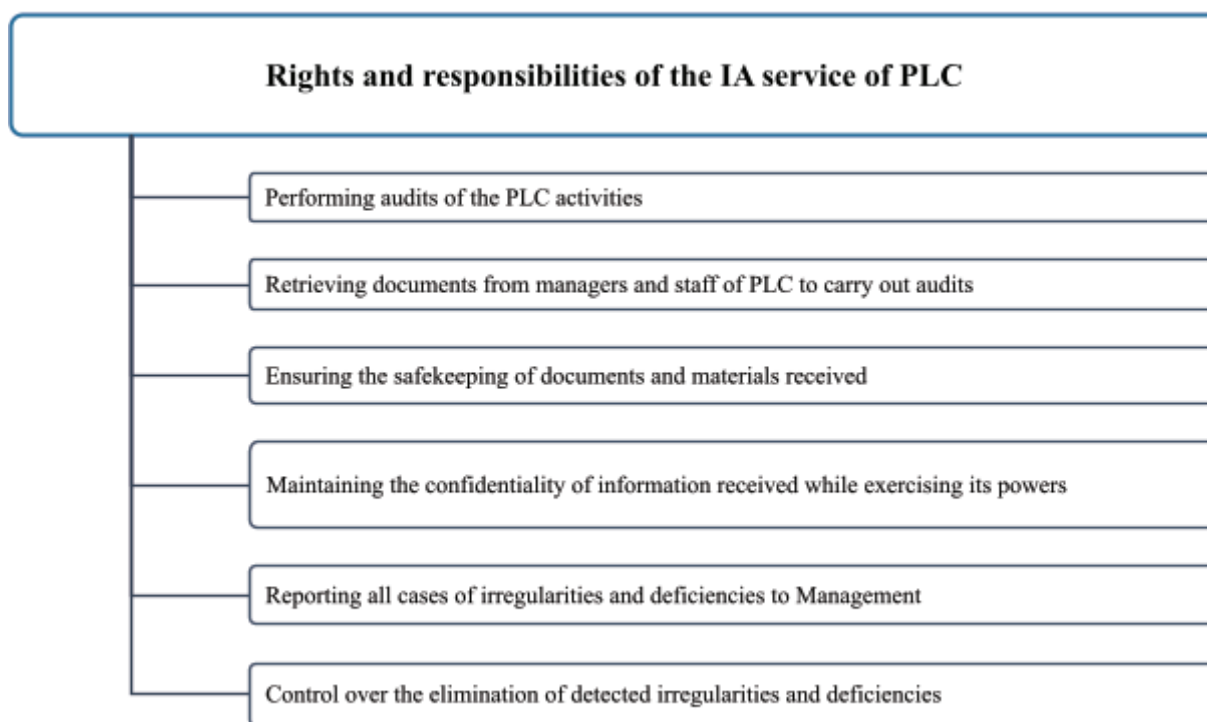 Rights and responsibilities of the IA service of PLC
Performing audits of the PLC activities
Retrieving documents from managers and staff of PLC to carry out audits
Ensuring the safekeeping of documents and materials received
Maintaining the confidentiality of information received while exercising its powers
Reporting all cases of irregularities and deficiencies to Management
Control over the elimination of detected irregularities and deficiencies